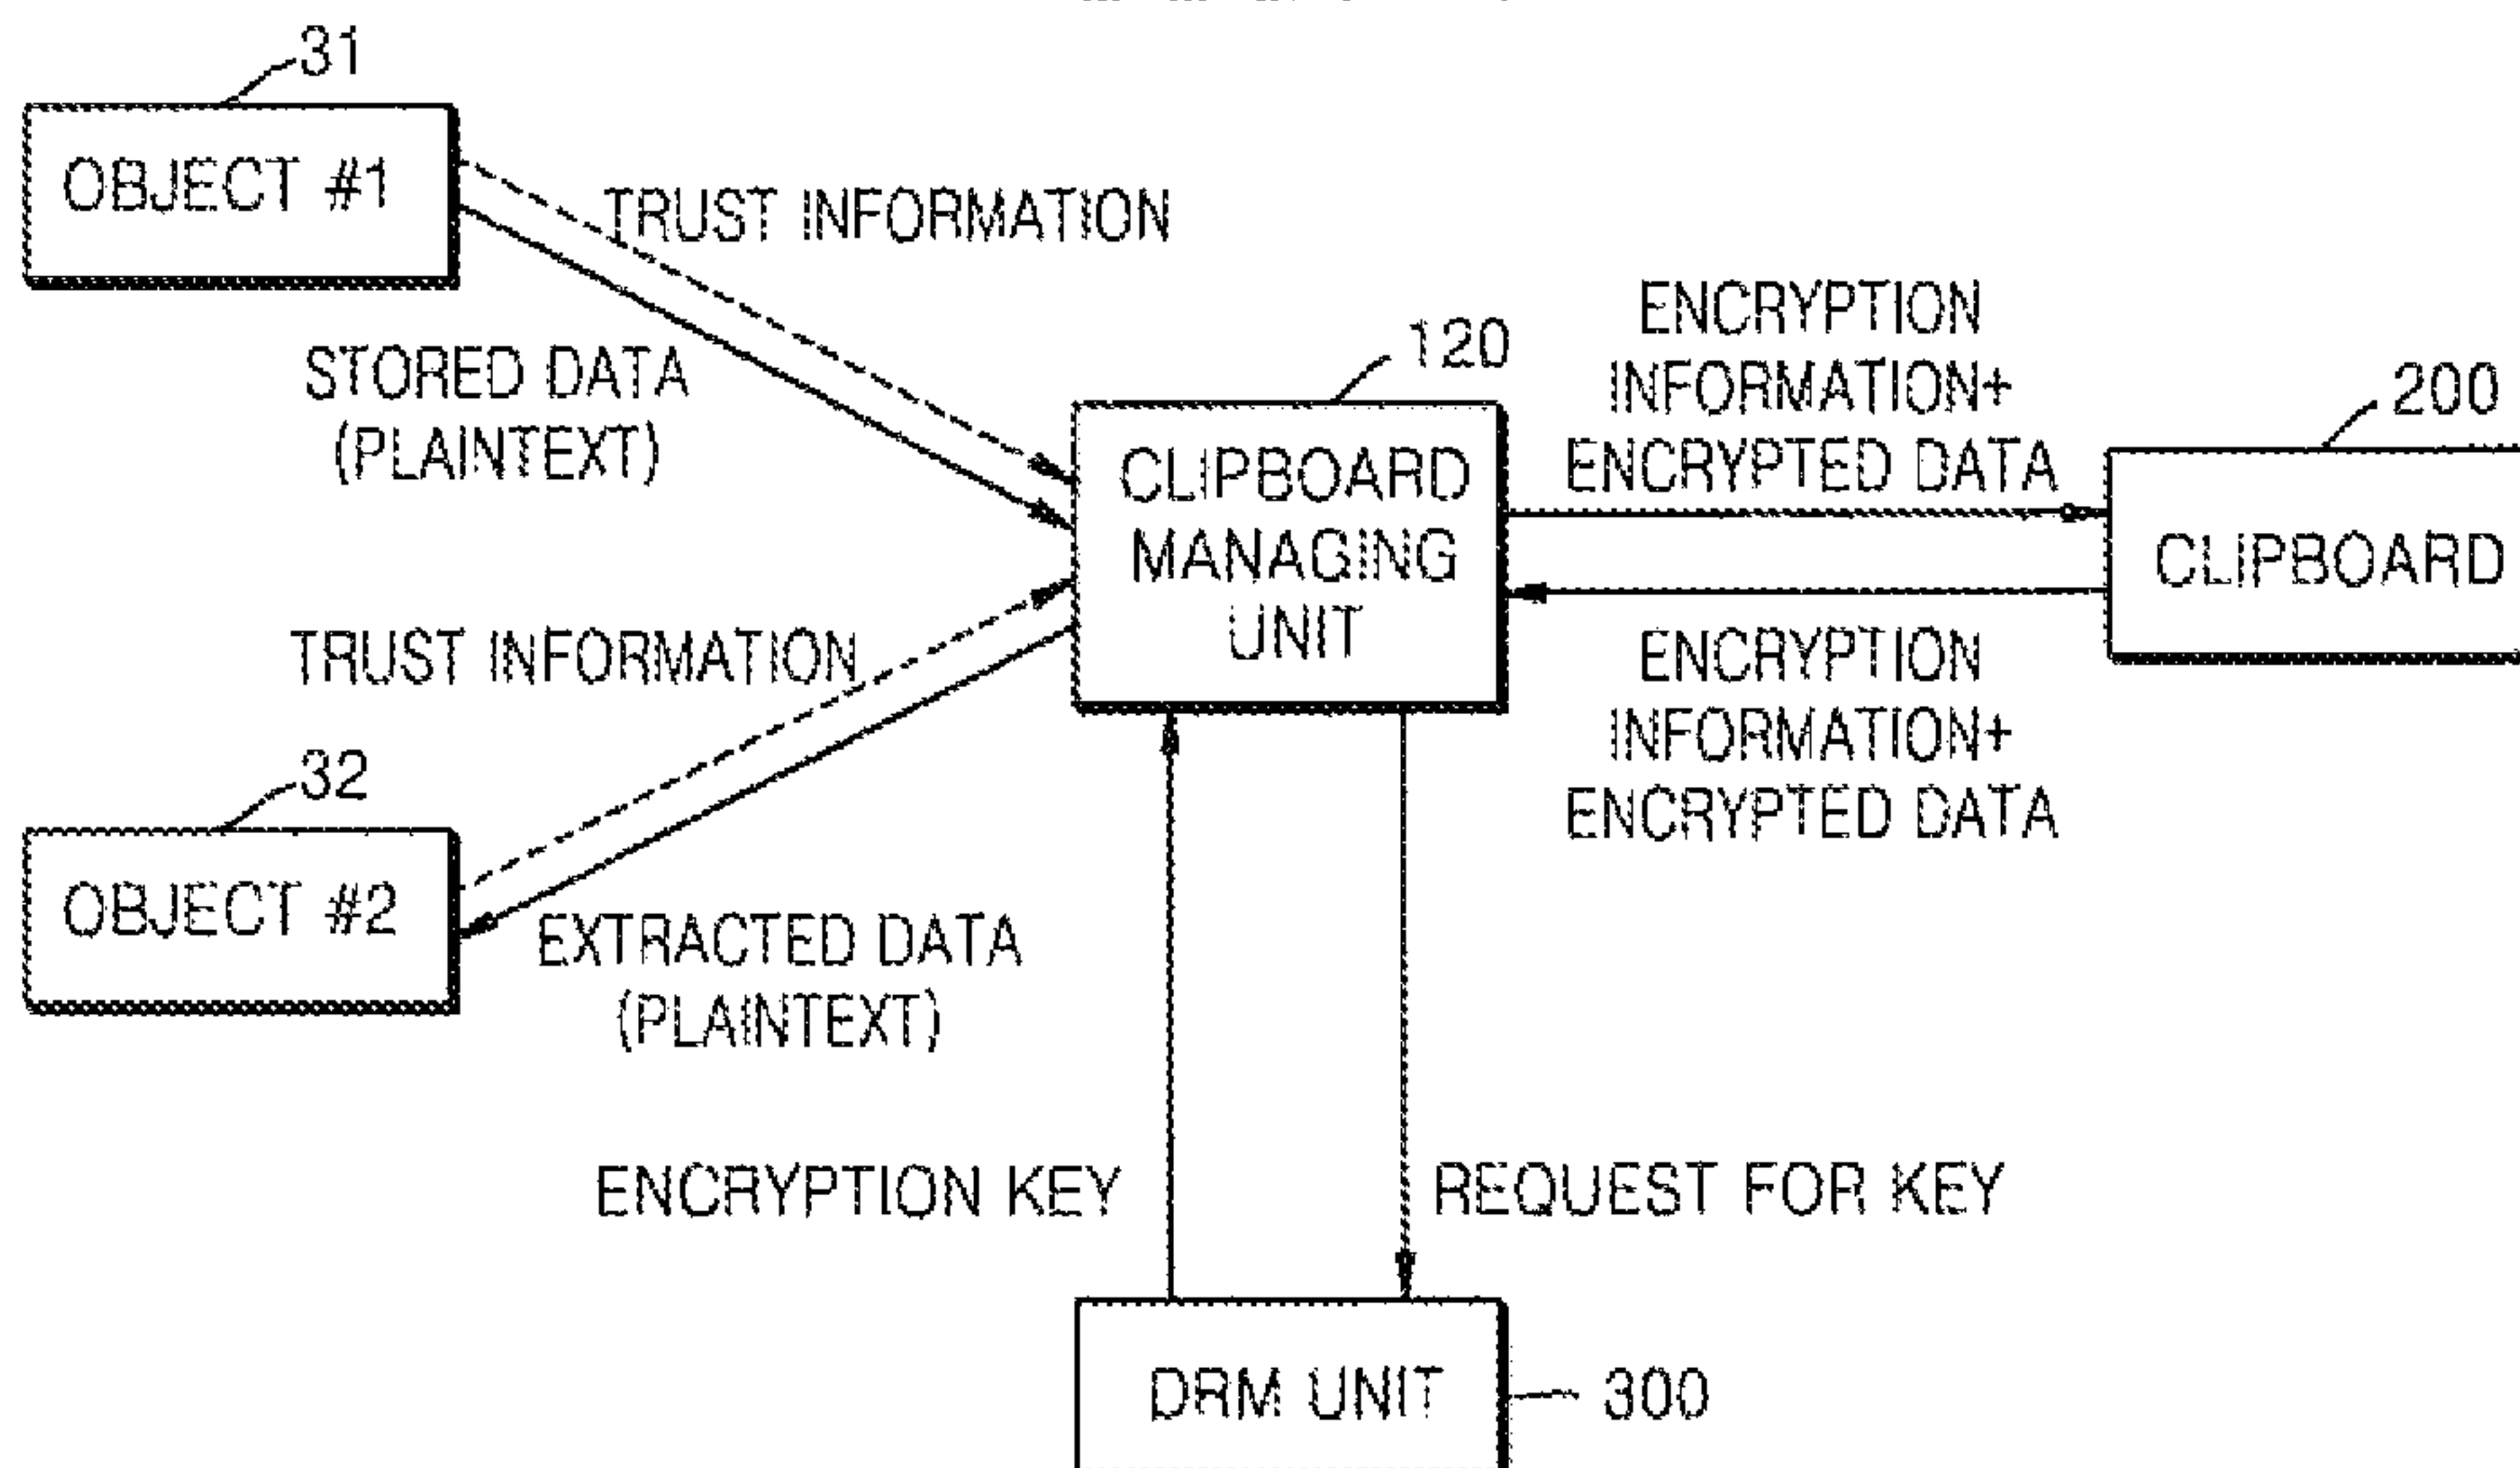 31
OBJECT #1
TRUST INFORMATION
STORED DATA
(PLAINTEXT)
120
CLIPBOARD
MANAGING
UNIT
ENCRYPTION
INFORMATION+
ENCRYPTED DATA
200
CLIPBOARD
ENCRYPTION
INFORMATION+
ENCRYPTED DATA
TRUST INFORMATION
32
OBJECT #2
EXTRACTED DATA
(PLAINTEXT)
ENCRYPTION KEY
REQUEST FOR KEY
DRM UNIT
300